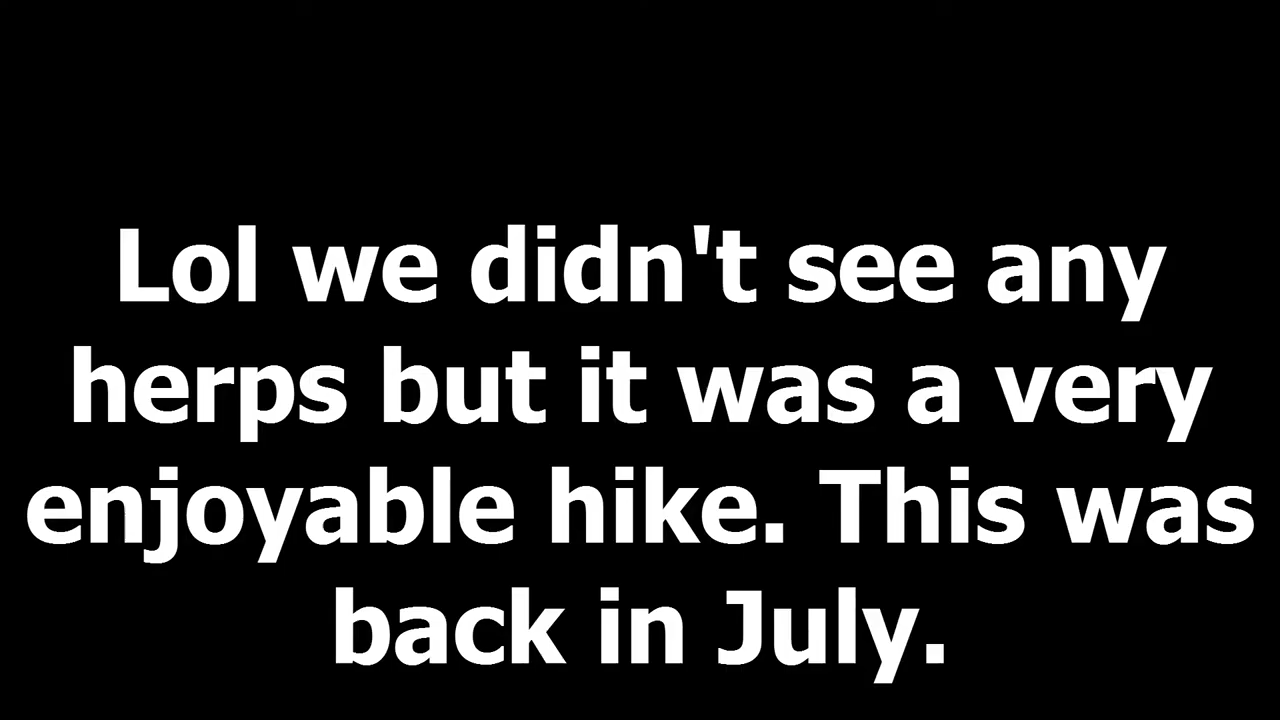 Lol we didn't see any
herps but it was a very
enjoyable hike. This was
back in July.